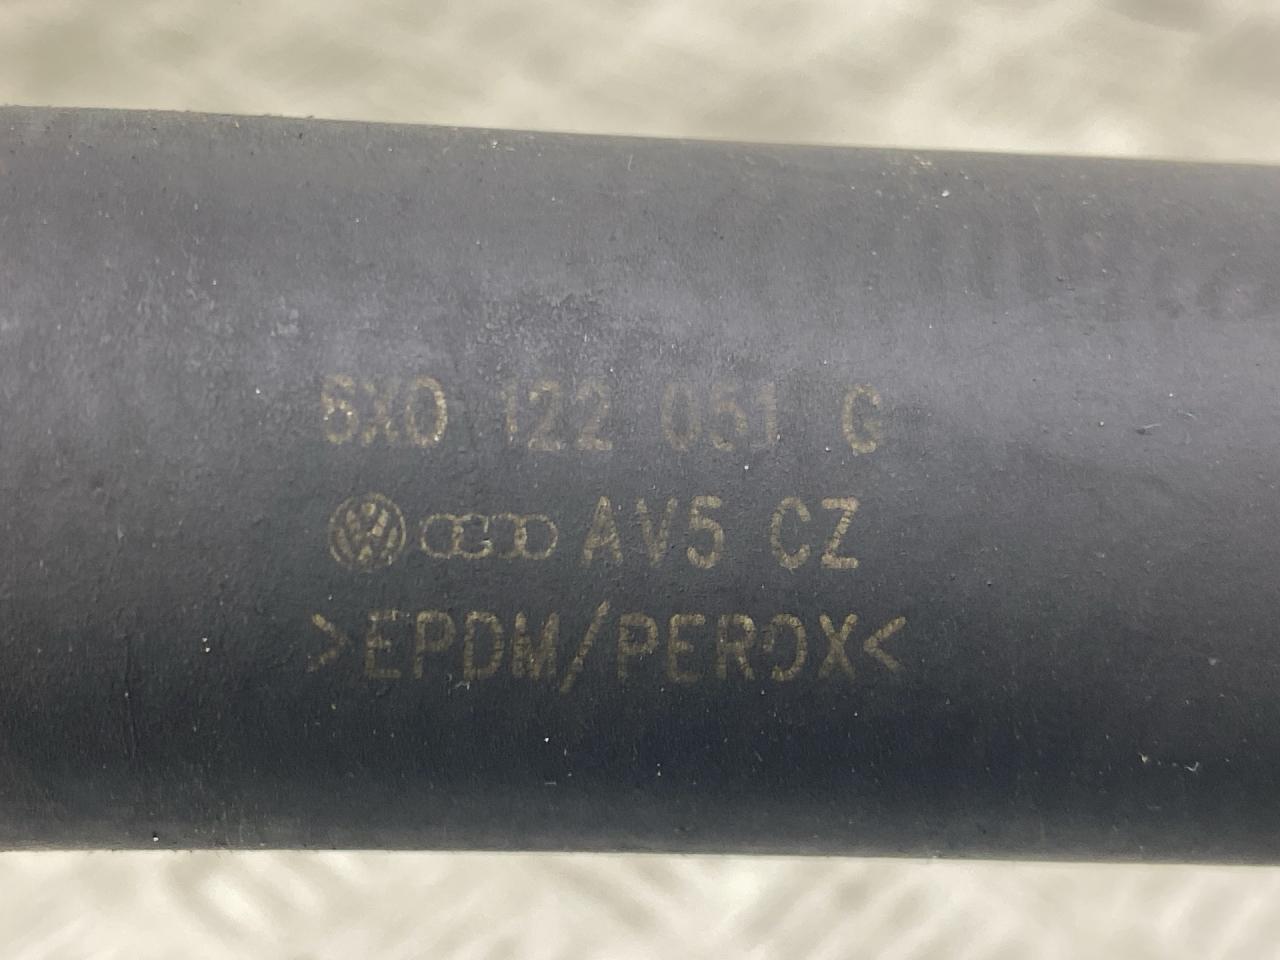 6X0 122 051 G
AV5 CZ
>EPDM/PEROX<